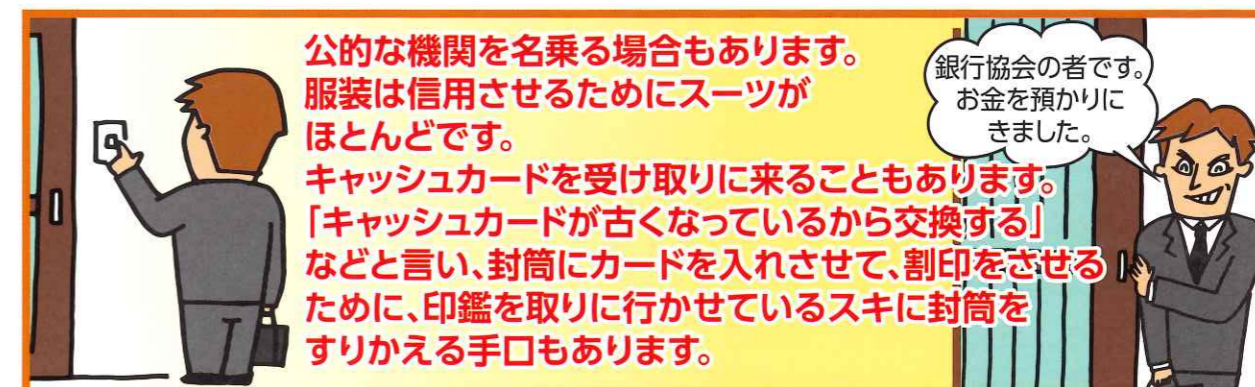 公的な機関を名乗る場合もあります。
服装は信用させるためにスーツが
ほとんどです。
キャッシュカードを受け取りに来ることもあります。
「キャッシュカードが古くなっているから交換する」
などと言い、封筒にカードを入れさせて、割印をさせる
ために、印鑑を取りに行かせているスキに封筒を
すりかえる手口もあります。
銀行協会の者です。
お金を預かりに
きました。